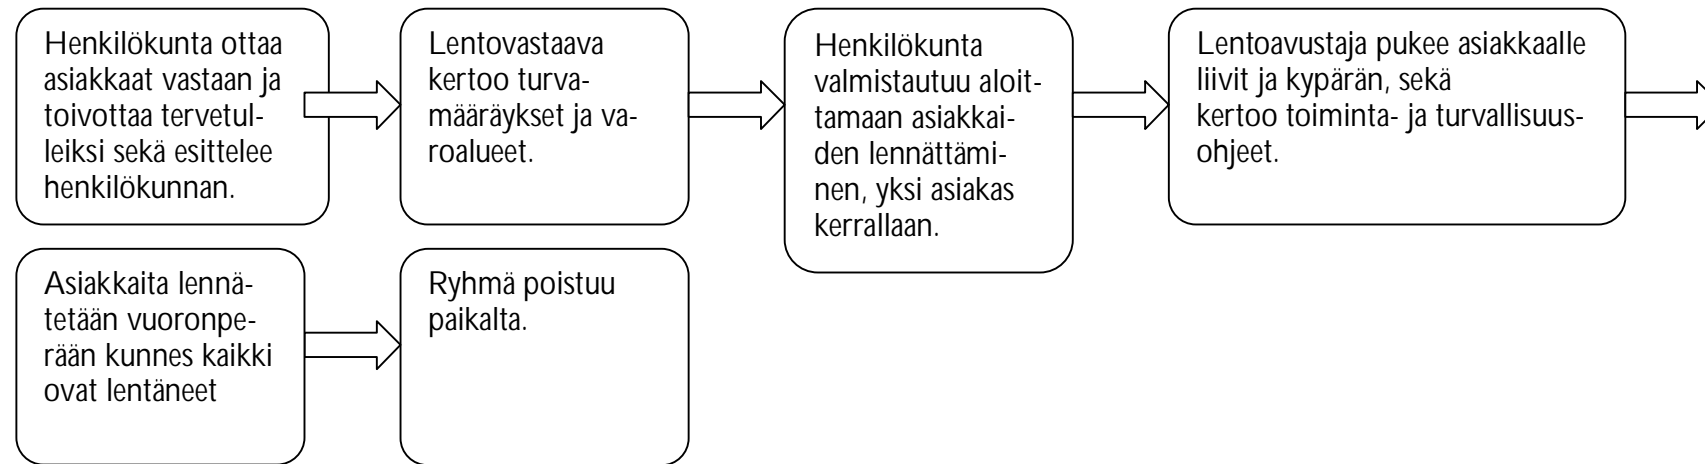 Henkilökunta ottaa
asiakkaat vastaan ja
toivottaa tervetul-
leiksi sekä esittelee
henkilökunnan.
Lentovastaava
kertoo turva-
määräykset ja va-
roalueet.
Henkilökunta
valmistautuu aloit-
tamaan asiakkai-
den lennättämi-
nen, yksi asiakas
kerrallaan.
Lentoavustaja pukee asiakkaalle
liivit ja kypärän, sekä
kertoo toiminta- ja turvallisuus-
ohjeet.
Asiakkaita lennä-
tetään vuoronpe-
rään kunnes kaikki
ovat lentäneet
Ryhmä poistuu
paikalta.